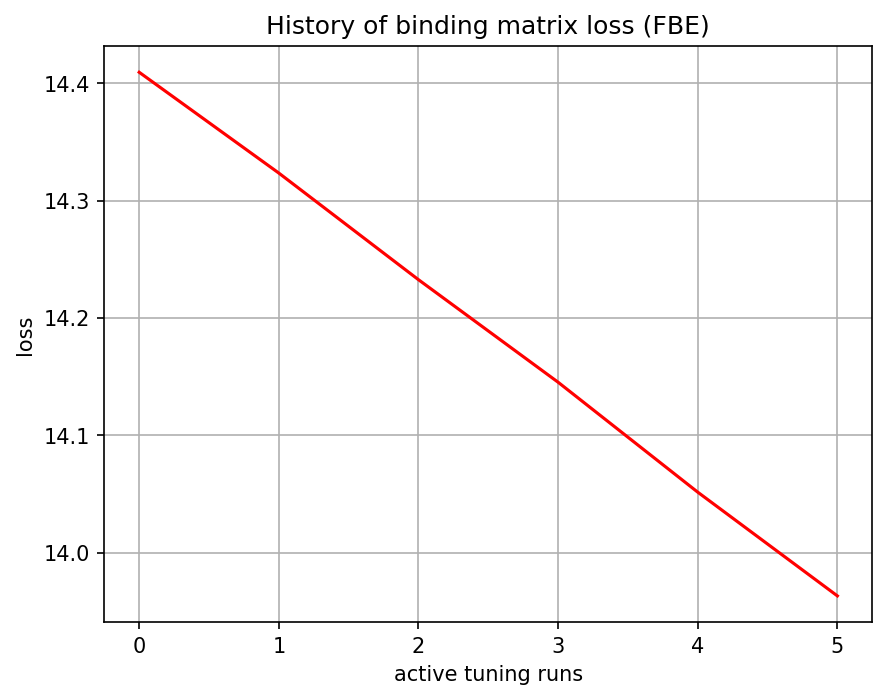 History of binding matrix loss (FBE)
loss
14.4
14.3
14.2
14.1
14.0
0 1 2 3 4 5
active tuning runs